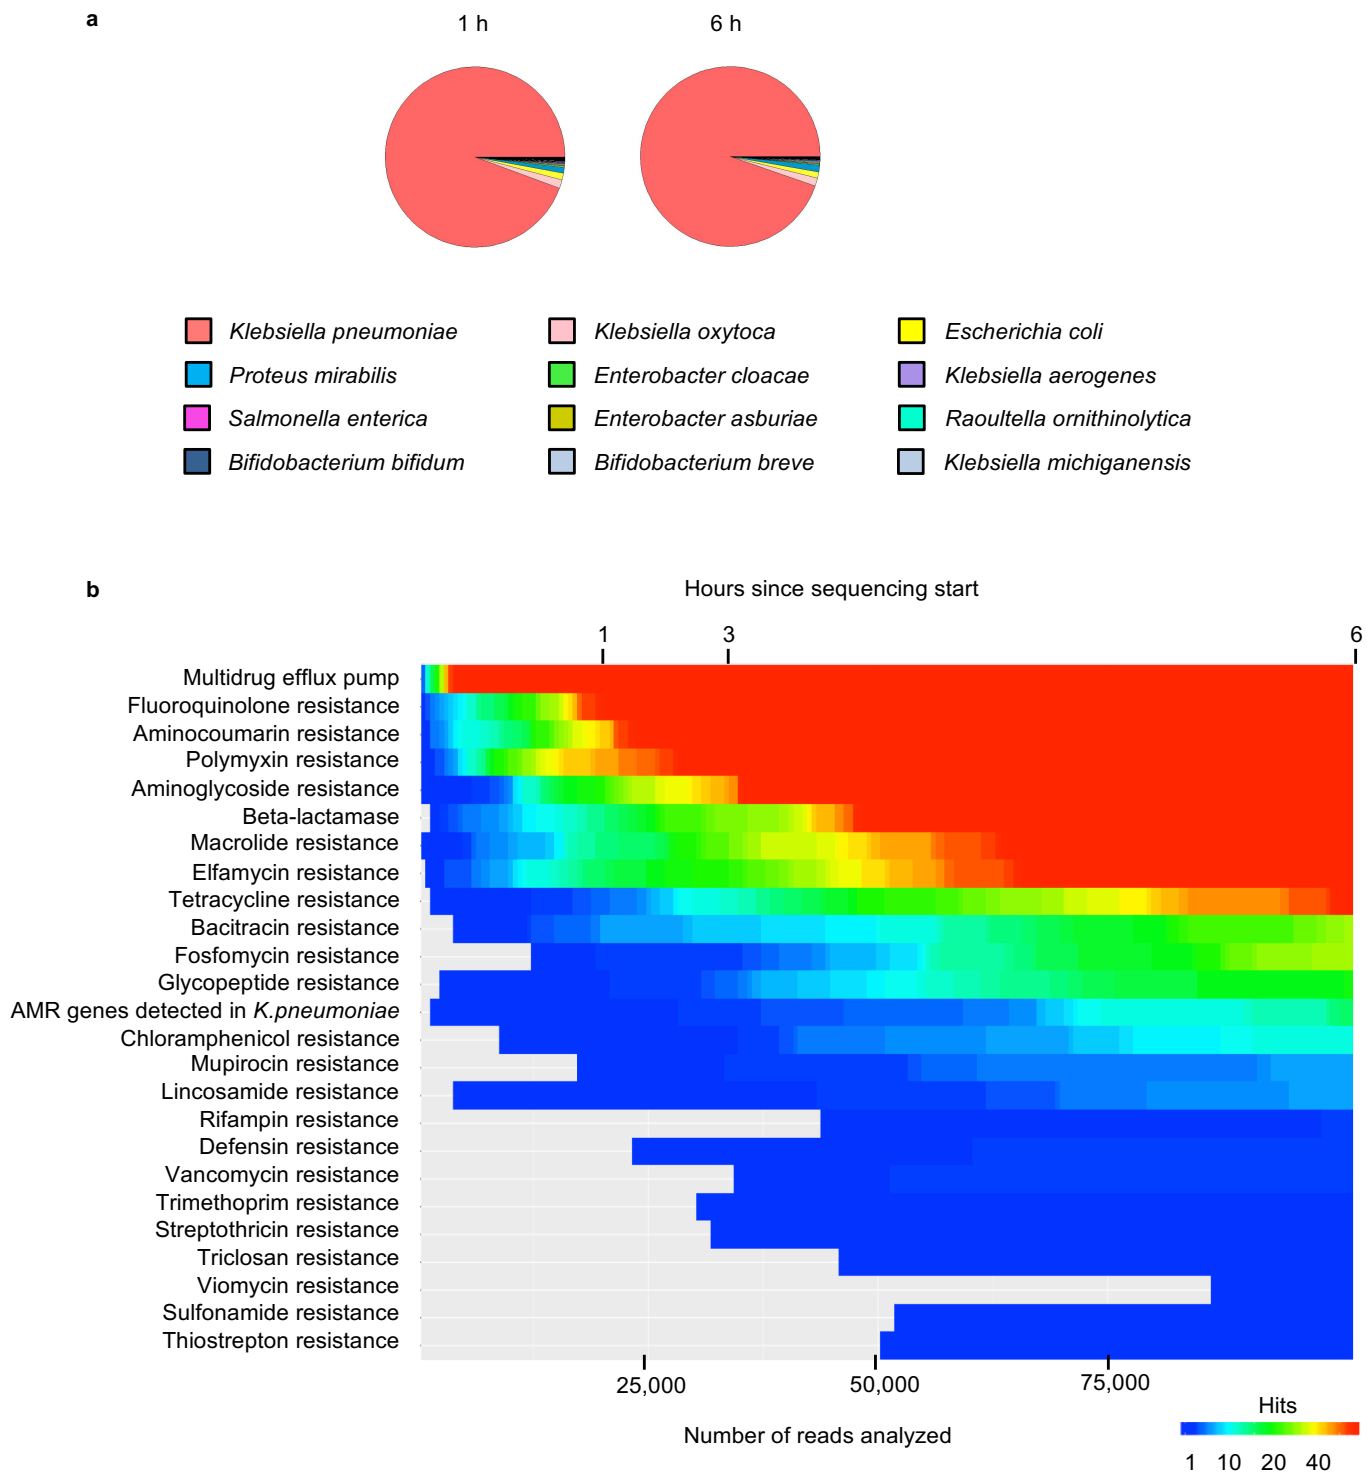 a
1 h 6 h
Klebsiella pneumoniae Klebsiella oxytoca Escherichia coli
Proteus mirabilis Enterobacter cloacae Klebsiella aerogenes
Salmonella enterica Enterobacter asburiae Raoultella ornithinolytica
Bifidobacterium bifidum Bifidobacterium breve Klebsiella michiganensis
b
Hours since sequencing start
1 3 6
Multidrug efflux pump
Fluoroquinolone resistance
Aminocoumarin resistance
Polymyxin resistance
Aminoglycoside resistance
Beta-lactamase
Macrolide resistance
Elfamycin resistance
Tetracycline resistance
Bacitracin resistance
Fosfomycin resistance
Glycopeptide resistance
AMR genes detected in K.pneumoniae
Chloramphenicol resistance
Mupirocin resistance
Lincosamide resistance
Rifampin resistance
Defensin resistance
Vancomycin resistance
Trimethoprim resistance
Streptothricin resistance
Triclosan resistance
Viomycin resistance
Sulfonamide resistance
Thiostrepton resistance
25,000 50,000 75,000
Number of reads analyzed
Hits
1 10 20 40